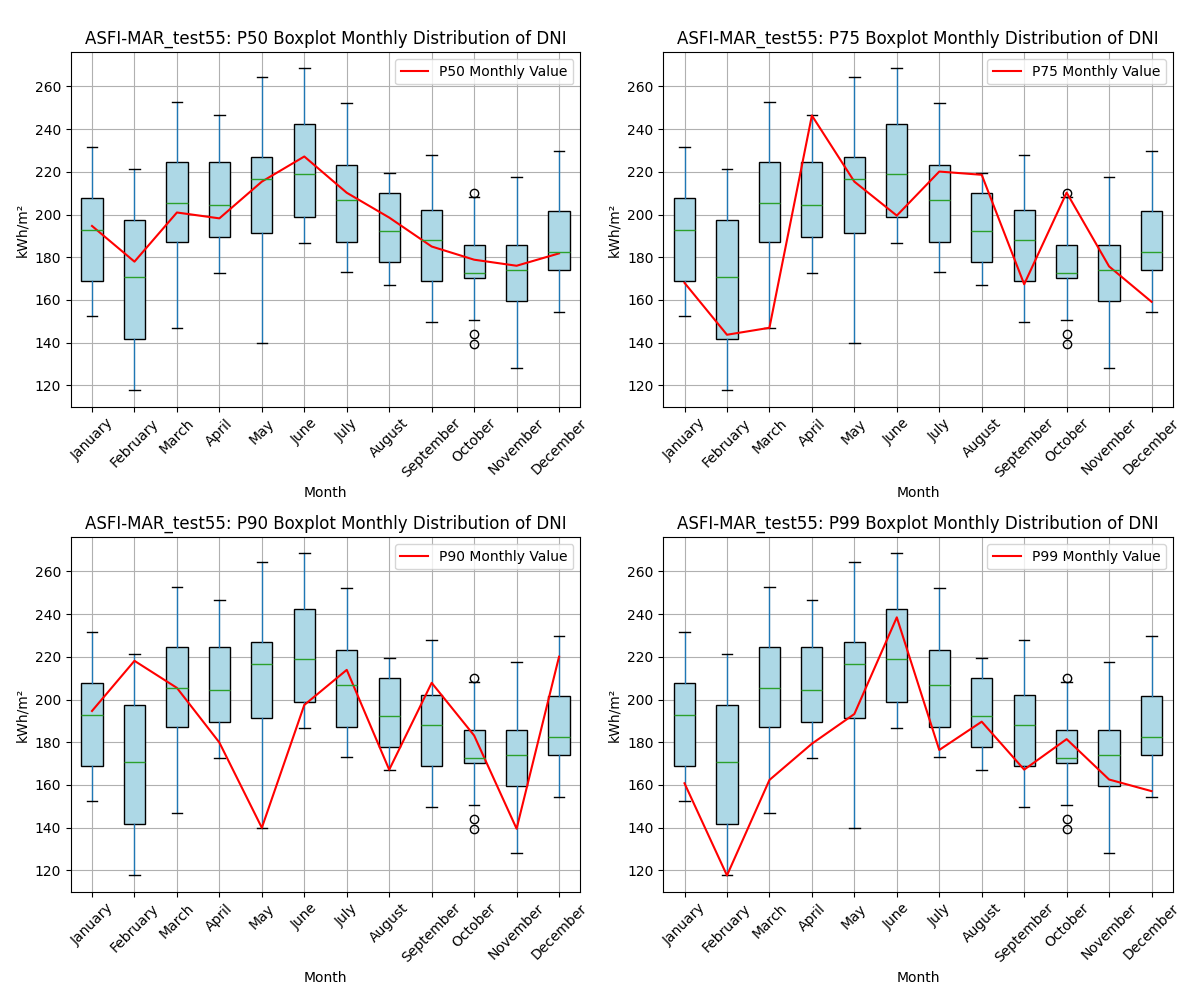 ASFI-MAR_test55: P50 Boxplot Monthly Distribution of DNI
P50 Monthly Value
kWh/m²
260
240
220
200
180
160
140
120
January
February
March
April
May
June
July
August
September
October
November
December
Month
ASFI-MAR_test55: P75 Boxplot Monthly Distribution of DNI
P75 Monthly Value
kWh/m²
260
240
220
200
180
160
140
120
January
February
March
April
May
June
July
August
September
October
November
December
Month
ASFI-MAR_test55: P90 Boxplot Monthly Distribution of DNI
P90 Monthly Value
kWh/m²
260
240
220
200
180
160
140
120
January
February
March
April
May
June
July
August
September
October
November
December
Month
ASFI-MAR_test55: P99 Boxplot Monthly Distribution of DNI
P99 Monthly Value
kWh/m²
260
240
220
200
180
160
140
120
January
February
March
April
May
June
July
August
September
October
November
December
Month